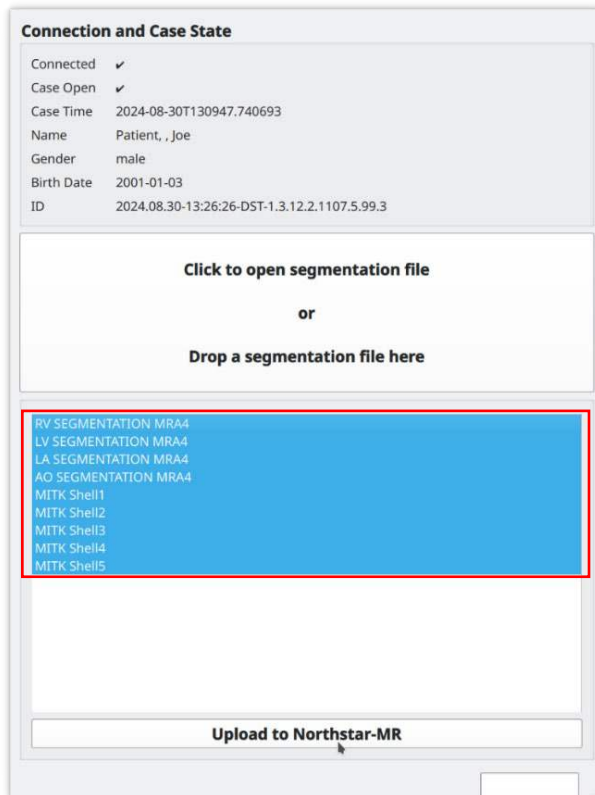 Connection and Case State
Connected ✔
Case Open ✔
Case Time 2024-08-30T130947.740693
Name Patient, , Joe
Gender male
Birth Date 2001-01-03
ID 2024.08.30-13:26:26-DST-1.3.12.2.1107.5.99.3
Click to open segmentation file
or
Drop a segmentation file here
RV SEGMENTATION MRA4
LV SEGMENTATION MRA4
LA SEGMENTATION MRA4
AO SEGMENTATION MRA4
MITK Shell1
MITK Shell2
MITK Shell3
MITK Shell4
MITK Shell5
Upload to Northstar-MR